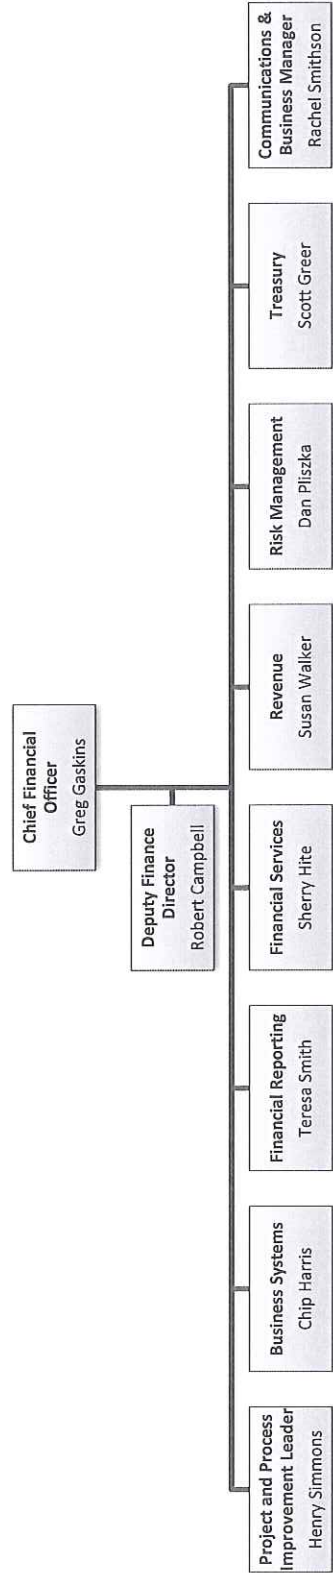 Chief Financial
Officer
Greg Gaskins
Deputy Finance
Director
Robert Campbell
Project and Process
Improvement Leader
Henry Simmons
Business Systems
Chip Harris
Financial Reporting
Teresa Smith
Financial Services
Sherry Hite
Revenue
Susan Walker
Risk Management
Dan Pliszka
Treasury
Scott Greer
Communications &
Business Manager
Rachel Smithson